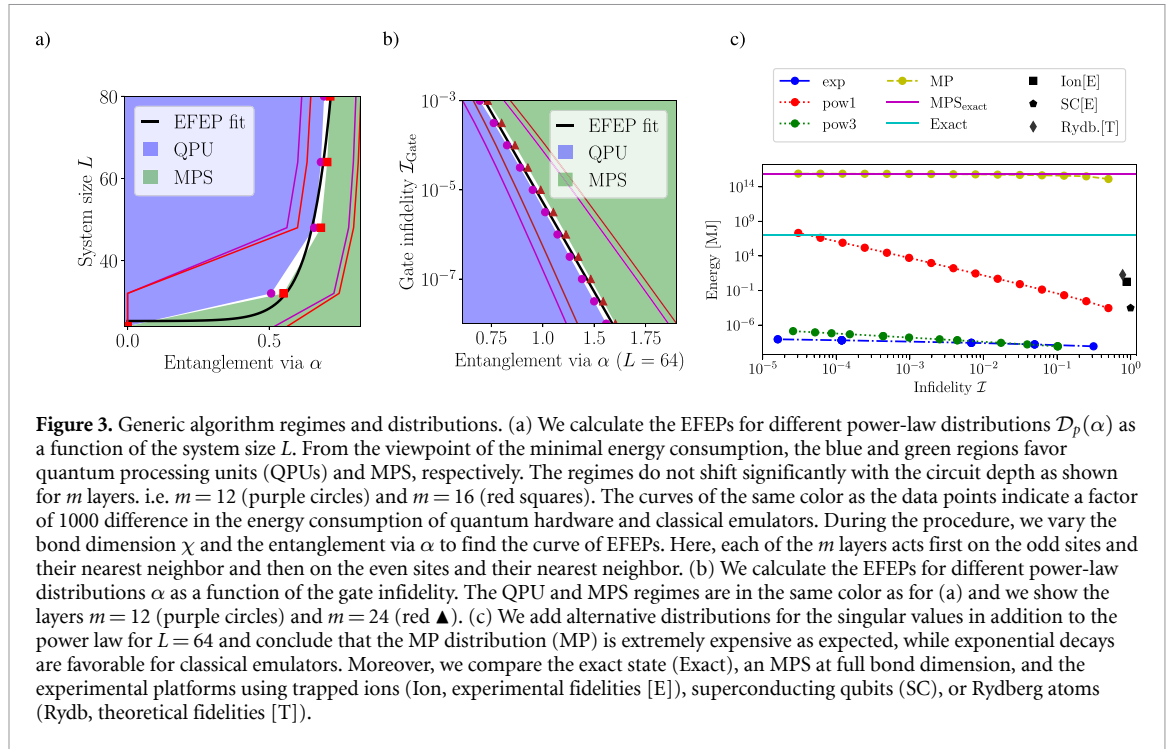 a)
b)
c)
80
60
40
System size L
0.0
0.5
Entanglement via α
EFEP fit
QPU
MPS
10⁻³
10⁻⁵
10⁻⁷
Gate infidelity 𝓘Gate
0.75
1.0
1.5
1.75
Entanglement via α (L = 64)
EFEP fit
QPU
MPS
exp
pow1
pow3
MP
MPSexact
Exact
Ion[E]
SC[E]
Rydb.[T]
10¹⁴
10⁹
10⁴
10⁻¹
10⁻⁶
Energy [MJ]
10⁻⁵
10⁻⁴
10⁻³
10⁻²
10⁻¹
10⁰
Infidelity 𝓘
Figure 3. Generic algorithm regimes and distributions. (a) We calculate the EFEPs for different power-law distributions 𝒟p(α) as
a function of the system size L. From the viewpoint of the minimal energy consumption, the blue and green regions favor
quantum processing units (QPUs) and MPS, respectively. The regimes do not shift significantly with the circuit depth as shown
for m layers. i.e. m = 12 (purple circles) and m = 16 (red squares). The curves of the same color as the data points indicate a factor
of 1000 difference in the energy consumption of quantum hardware and classical emulators. During the procedure, we vary the
bond dimension χ and the entanglement via α to find the curve of EFEPs. Here, each of the m layers acts first on the odd sites and
their nearest neighbor and then on the even sites and their nearest neighbor. (b) We calculate the EFEPs for different power-law
distributions α as a function of the gate infidelity. The QPU and MPS regimes are in the same color as for (a) and we show the
layers m = 12 (purple circles) and m = 24 (red ▲). (c) We add alternative distributions for the singular values in addition to the
power law for L = 64 and conclude that the MP distribution (MP) is extremely expensive as expected, while exponential decays
are favorable for classical emulators. Moreover, we compare the exact state (Exact), an MPS at full bond dimension, and the
experimental platforms using trapped ions (Ion, experimental fidelities [E]), superconducting qubits (SC), or Rydberg atoms
(Rydb, theoretical fidelities [T]).